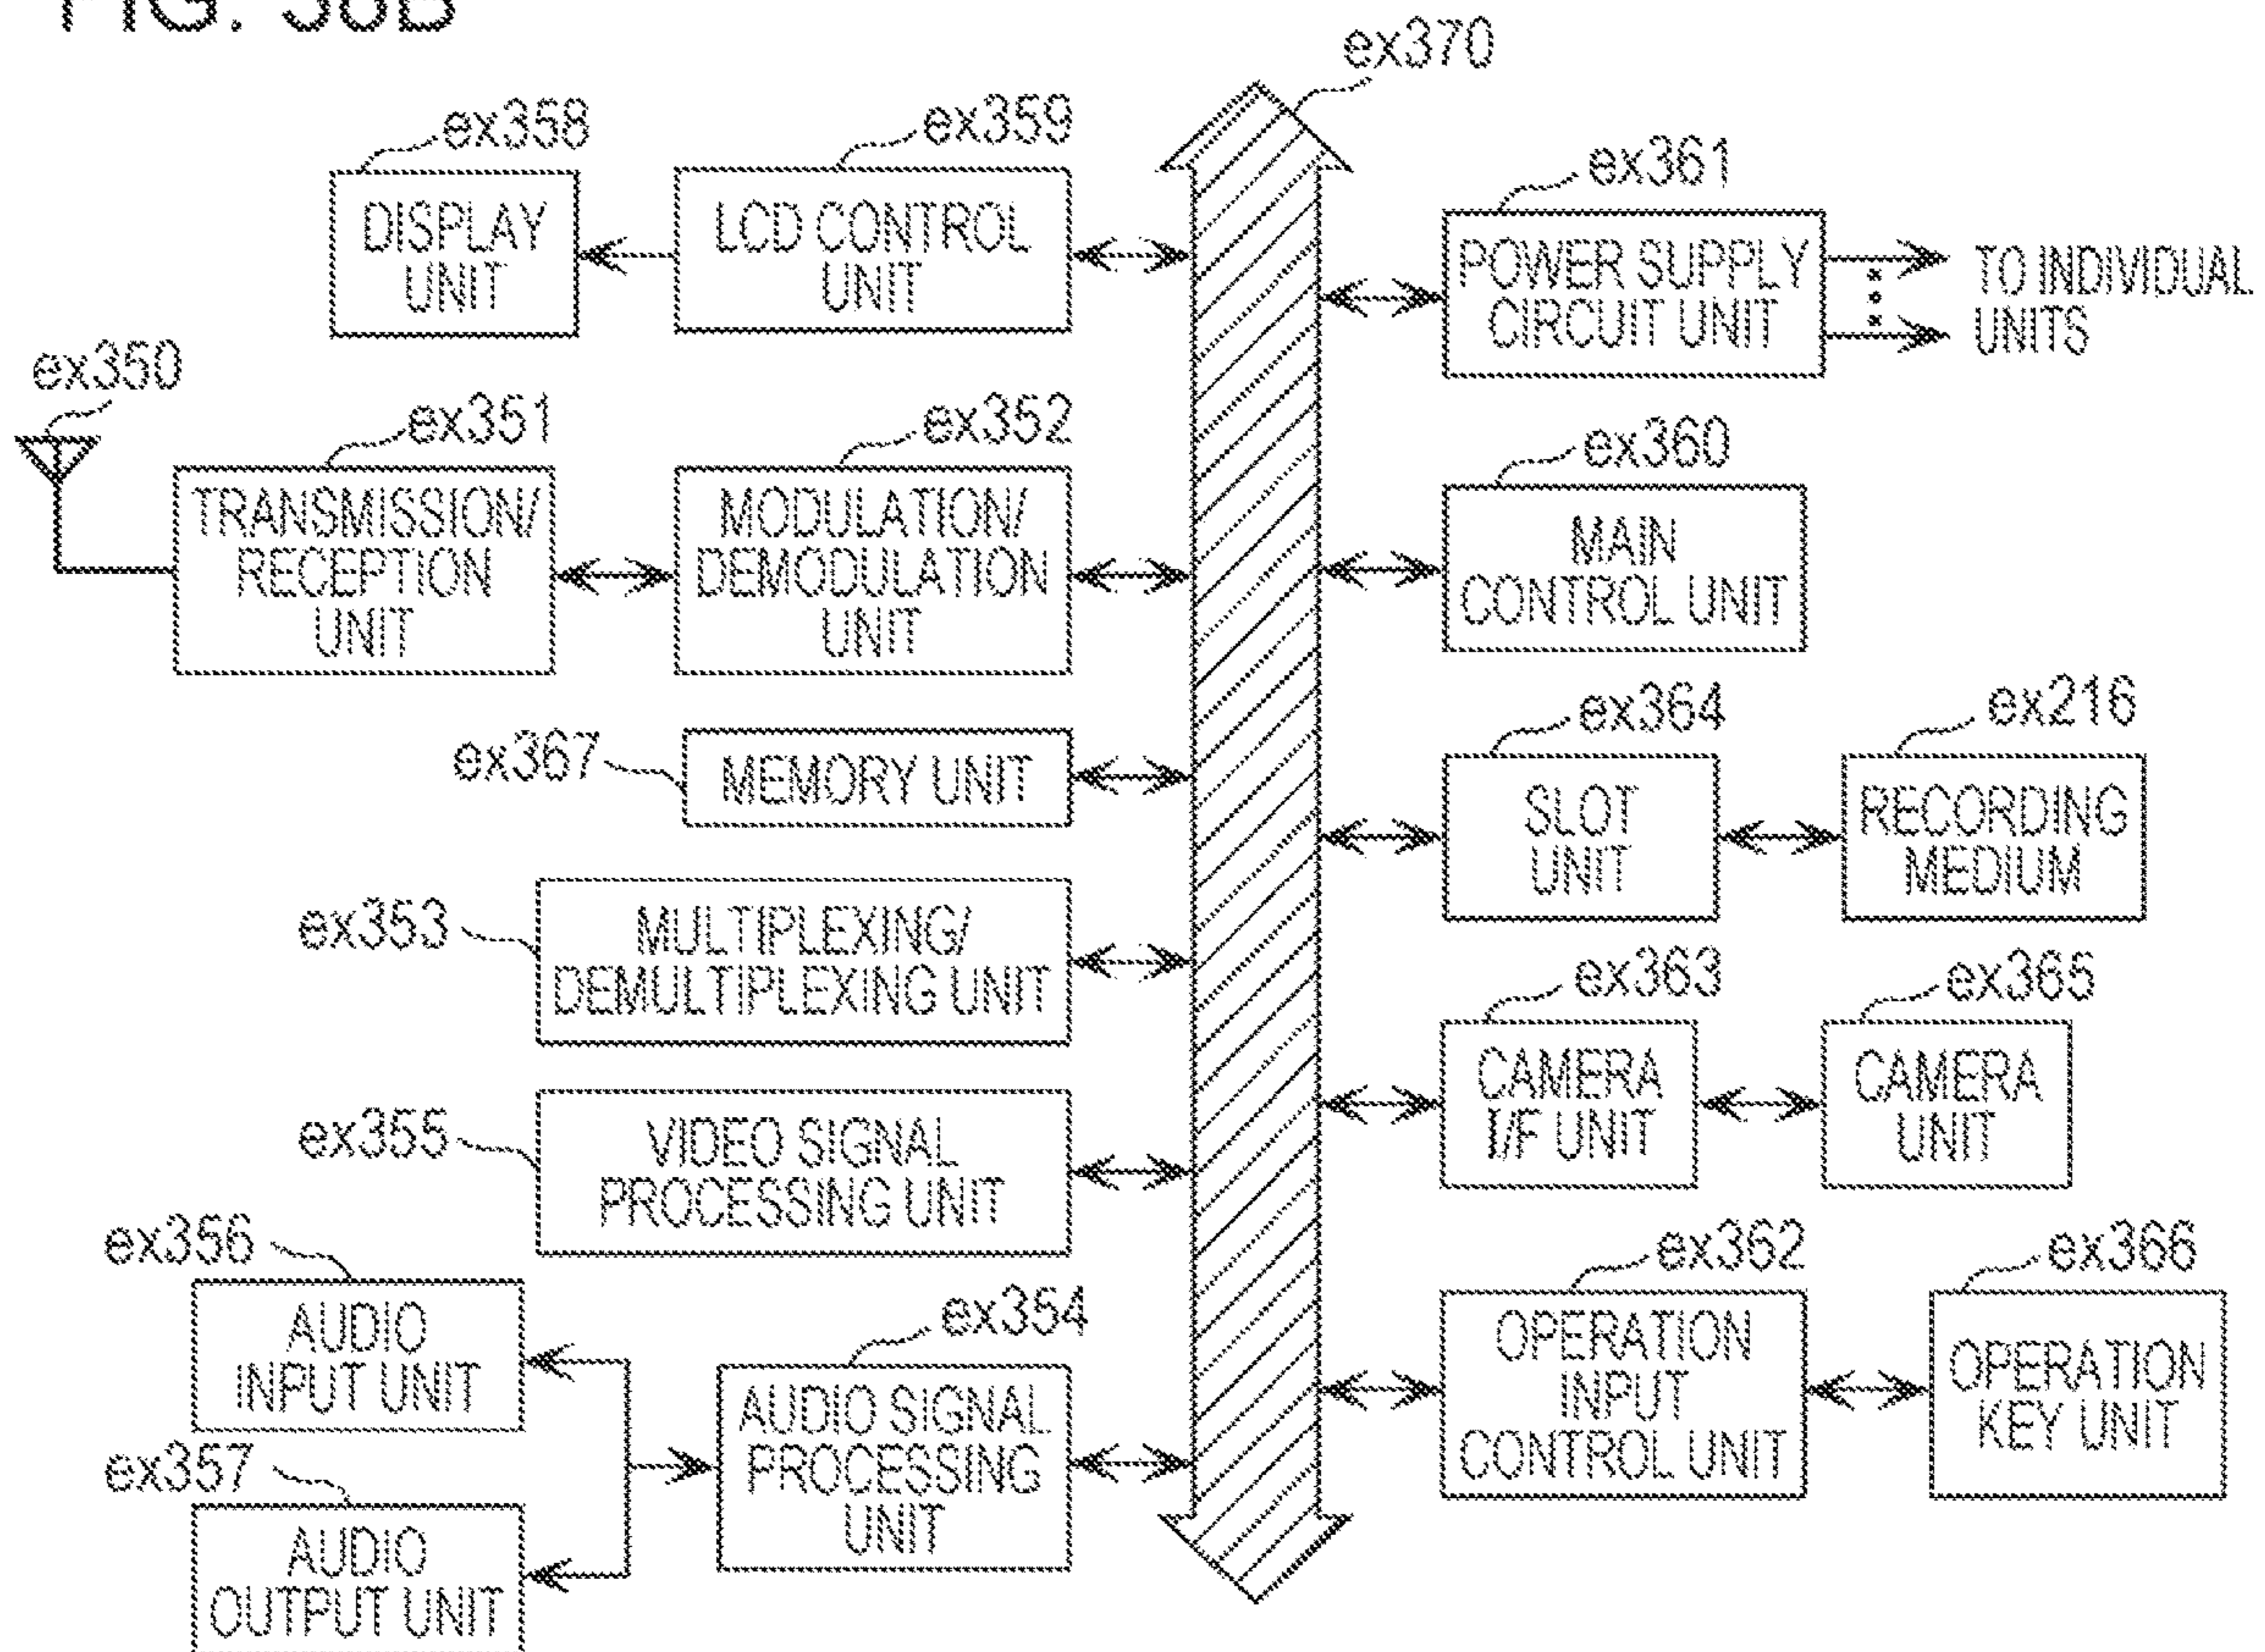 FIG. 38B
ex370
ex358
DISPLAY
UNIT
ex359
LCD CONTROL
UNIT
ex361
POWER SUPPLY
CIRCUIT UNIT
TO INDIVIDUAL
UNITS
ex350
ex351
TRANSMISSION/
RECEPTION
UNIT
ex352
MODULATION/
DEMODULATION
UNIT
ex360
MAIN
CONTROL UNIT
ex367
MEMORY UNIT
ex364
SLOT
UNIT
ex216
RECORDING
MEDIUM
ex353
MULTIPLEXING/
DEMULTIPLEXING UNIT
ex363
CAMERA
I/F UNIT
ex365
CAMERA
UNIT
ex355
VIDEO SIGNAL
PROCESSING UNIT
ex356
AUDIO
INPUT UNIT
ex354
AUDIO SIGNAL
PROCESSING
UNIT
ex357
AUDIO
OUTPUT UNIT
ex362
OPERATION
INPUT
CONTROL UNIT
ex366
OPERATION
KEY UNIT